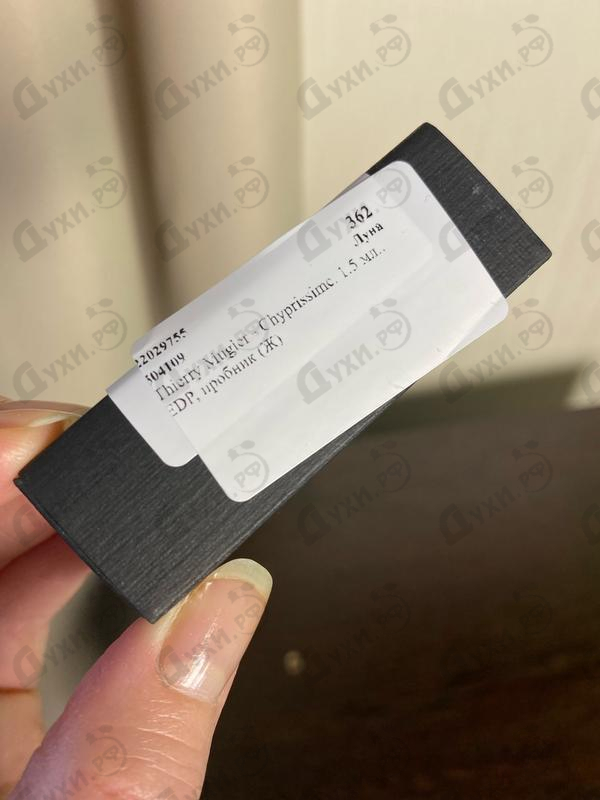 362
Луна
22029755
504109
Thierry Mugler - Chyprissime. 1.5 мл.,
EDP, пробник (Ж)
Духи.рф